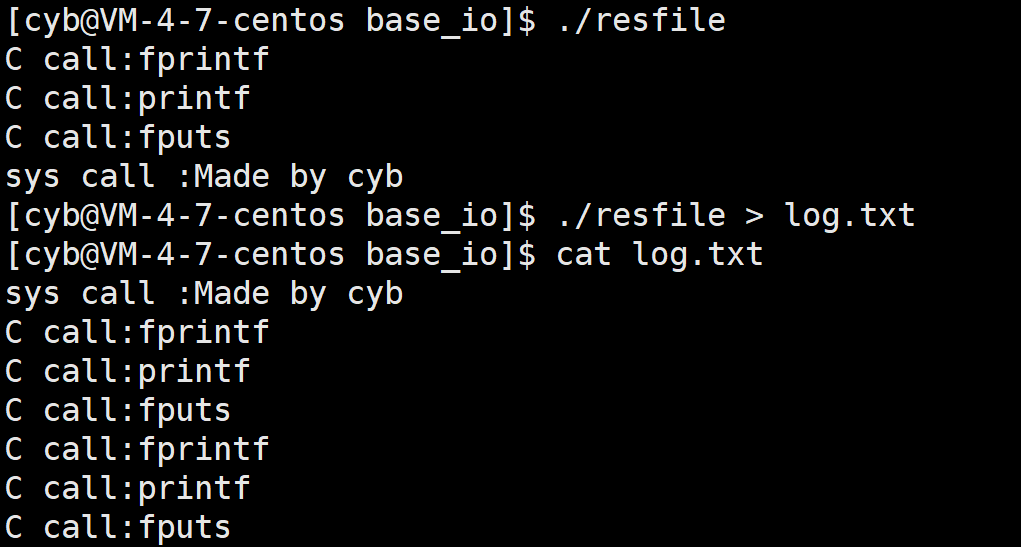 [cyb@VM-4-7-centos base_io]$ ./resfile
C call:fprintf
C call:printf
C call:fputs
sys call :Made by cyb
[cyb@VM-4-7-centos base_io]$ ./resfile > log.txt
[cyb@VM-4-7-centos base_io]$ cat log.txt
sys call :Made by cyb
C call:fprintf
C call:printf
C call:fputs
C call:fprintf
C call:printf
C call:fputs